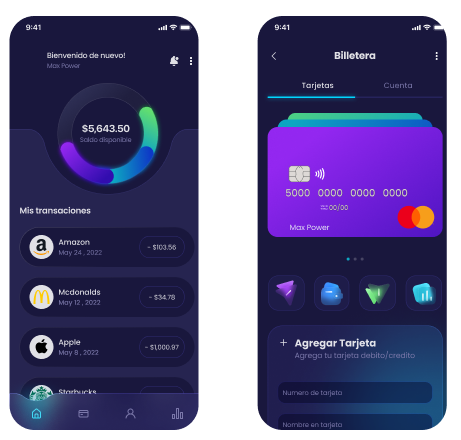 9:41
Bienvenido de nuevo!
Max Power
$5,643.50
Saldo disponible
Mis transaciones
Amazon
May 24 , 2022
- $103.56
Mcdonalds
May 12 , 2022
- $34.78
Apple
May 8 , 2022
- $1,000.97
Starbucks
9:41
Billetera
Tarjetas
Cuenta
5000 0000 0000 0000
00/00
Max Power
+ Agregar Tarjeta
Agrega tu tarjeta debito/credito
Numero de tarjeta
Nombre en tarjeta